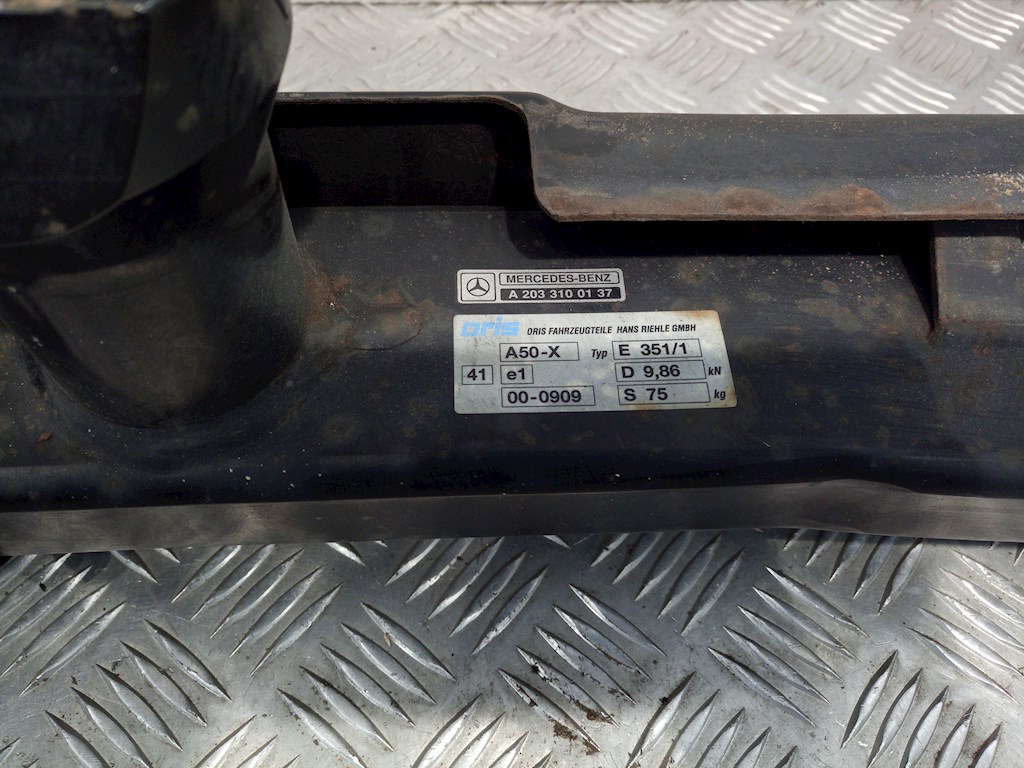 MERCEDES-BENZ
A 203 310 01 37
oris ORIS FAHRZEUGTEILE HANS RIEHLE GMBH
A50-X Typ E 351/1
41 e1 D 9,86 kN
00-0909 S 75 kg